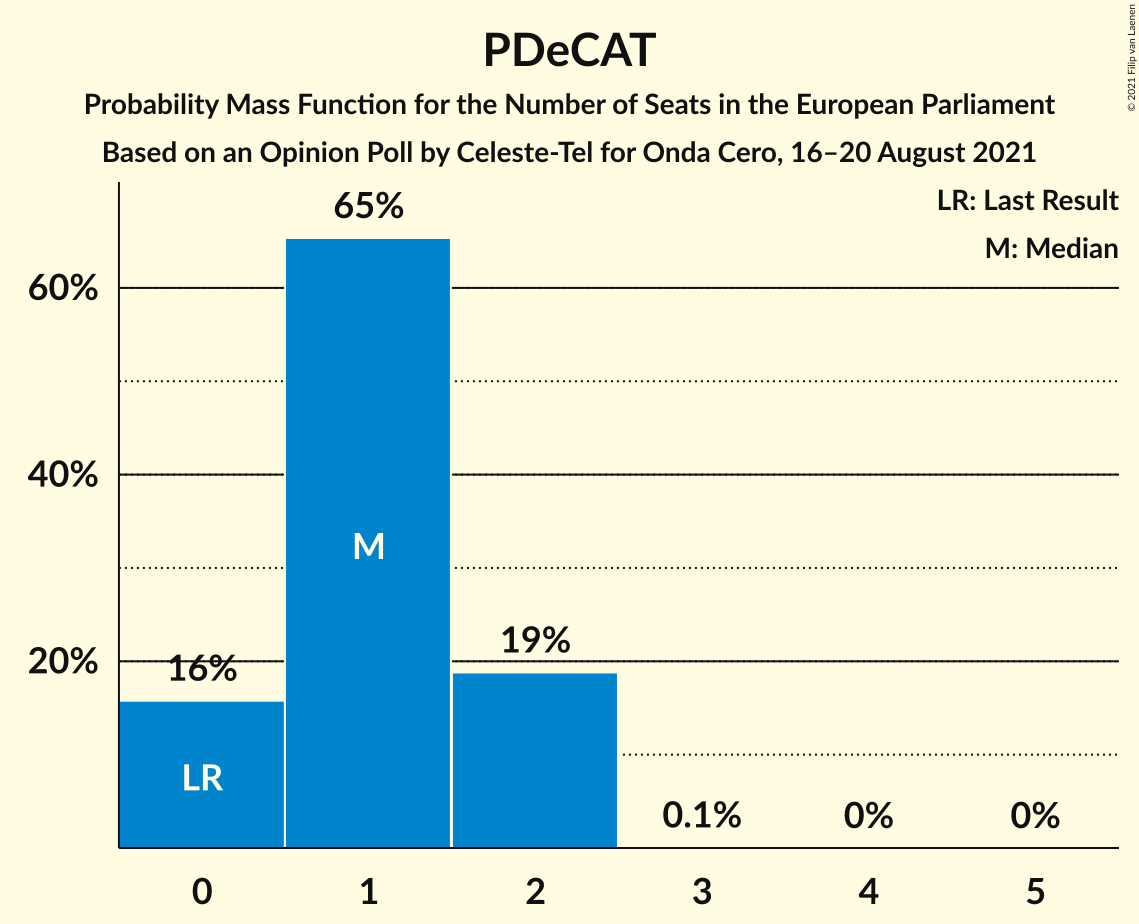 PDeCAT
Probability Mass Function for the Number of Seats in the European Parliament
Based on an Opinion Poll by Celeste-Tel for Onda Cero, 16–20 August 2021
© 2021 Filip van Laenen
LR: Last Result
M: Median
65%
60%
40%
M
19%
20%
16%
LR
0.1%
0%
0%
0
1
2
3
4
5